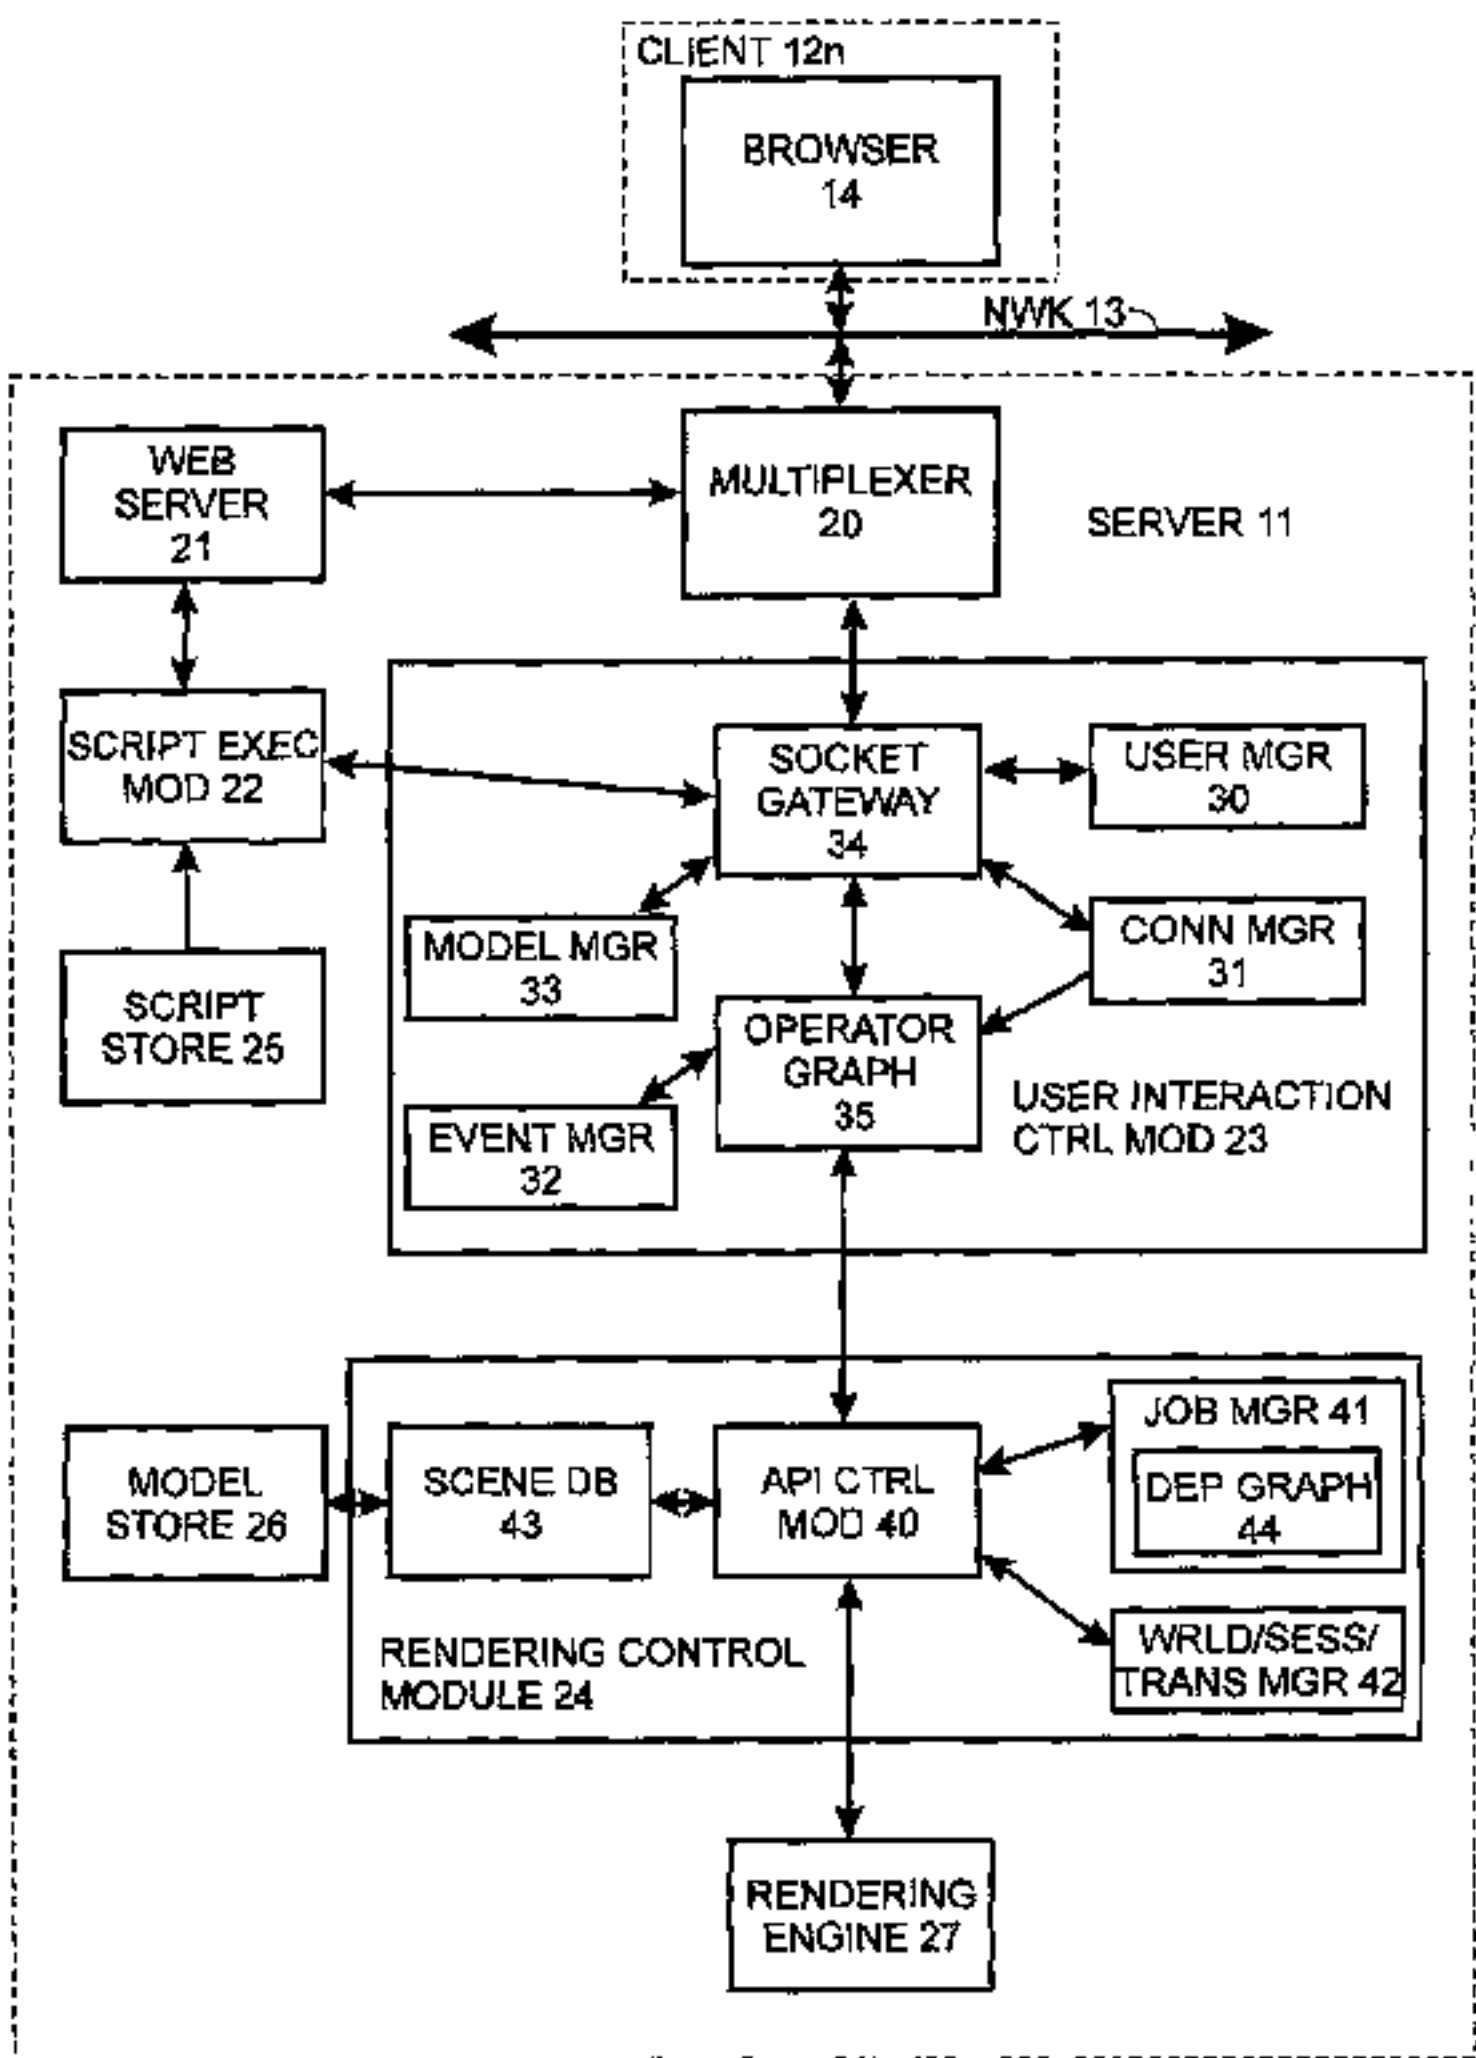 CLIENT 12n
BROWSER
14
NWK 13
WEB
SERVER
21
MULTIPLEXER
20
SERVER 11
SCRIPT EXEC
MOD 22
SOCKET
GATEWAY
34
USER MGR
30
MODEL MGR
33
CONN MGR
31
SCRIPT
STORE 25
OPERATOR
GRAPH
35
EVENT MGR
32
USER INTERACTION
CTRL MOD 23
MODEL
STORE 26
SCENE DB
43
API CTRL
MOD 40
JOB MGR 41
DEP GRAPH
44
WRLD/SESS/
TRANS MGR 42
RENDERING CONTROL
MODULE 24
RENDERING
ENGINE 27